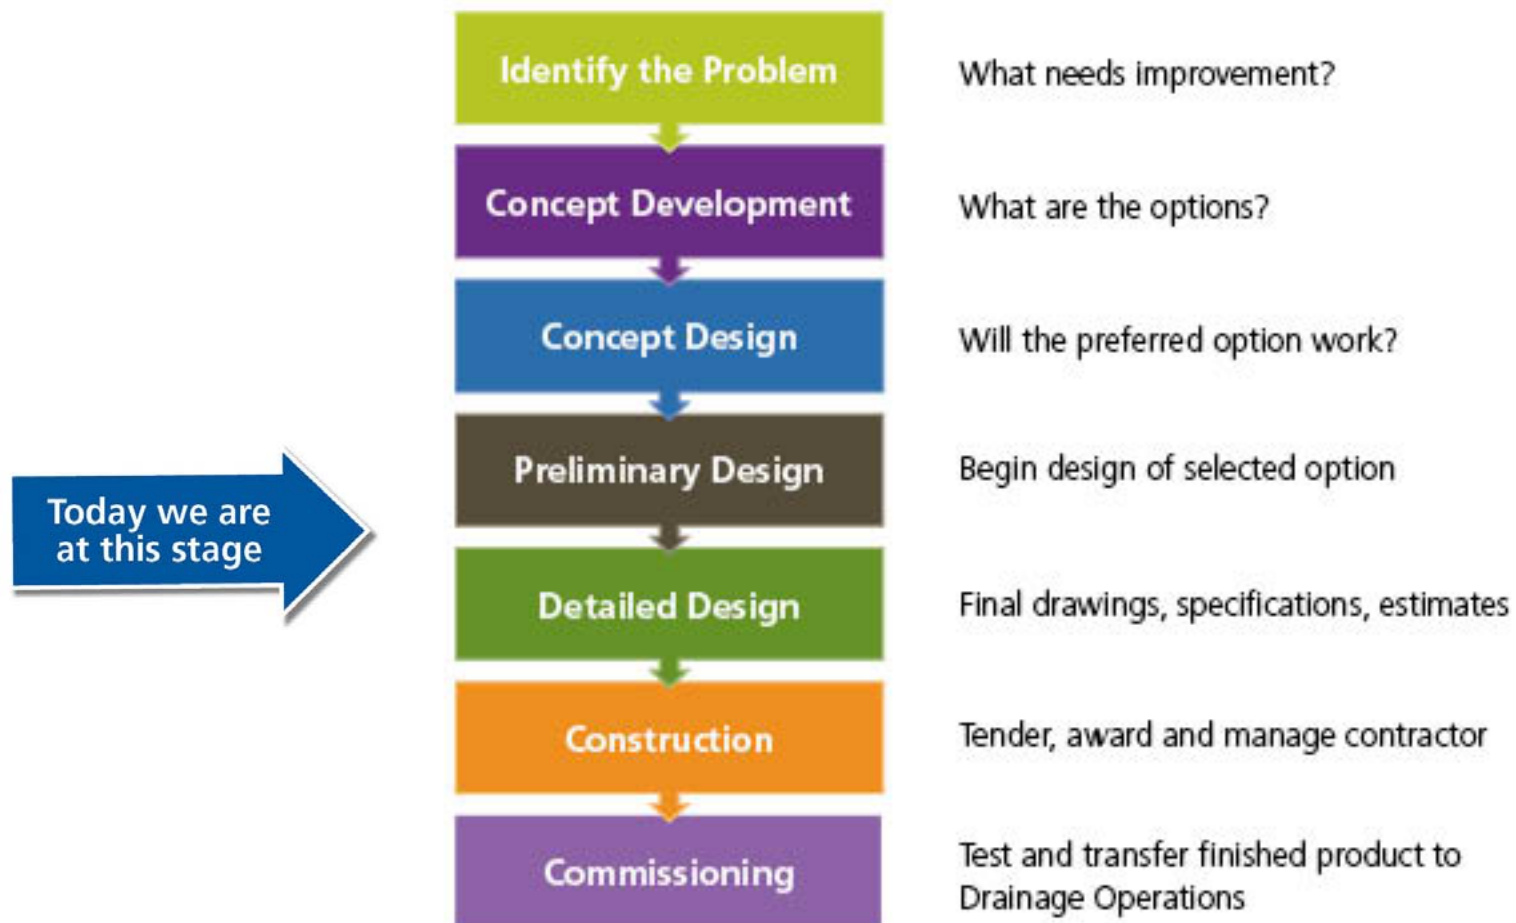 Identify the Problem
What needs improvement?
Concept Development
What are the options?
Concept Design
Will the preferred option work?
Preliminary Design
Begin design of selected option
Today we are
at this stage
Detailed Design
Final drawings, specifications, estimates
Construction
Tender, award and manage contractor
Commissioning
Test and transfer finished product to
Drainage Operations